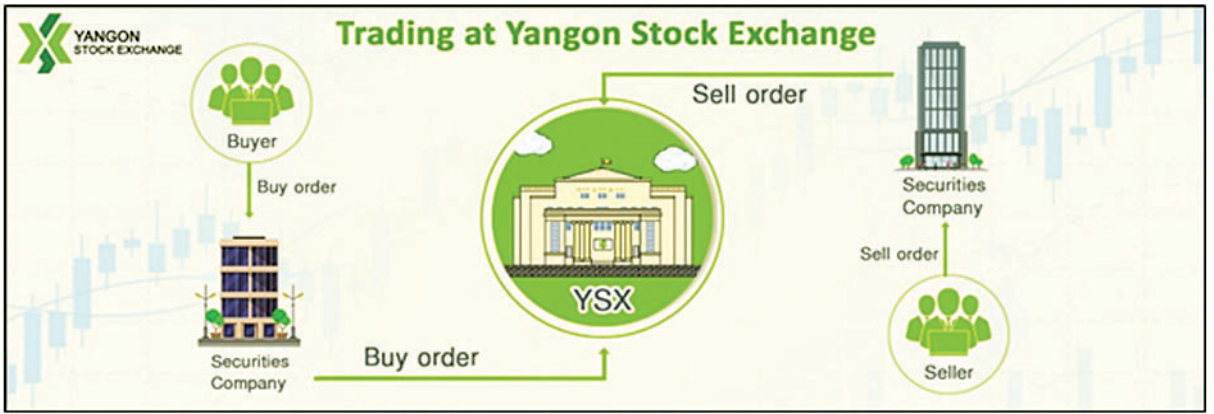 YANGON
STOCK EXCHANGE
Trading at Yangon Stock Exchange
Buyer
Buy order
Securities
Company
Buy order
YSX
Sell order
Securities
Company
Sell order
Seller